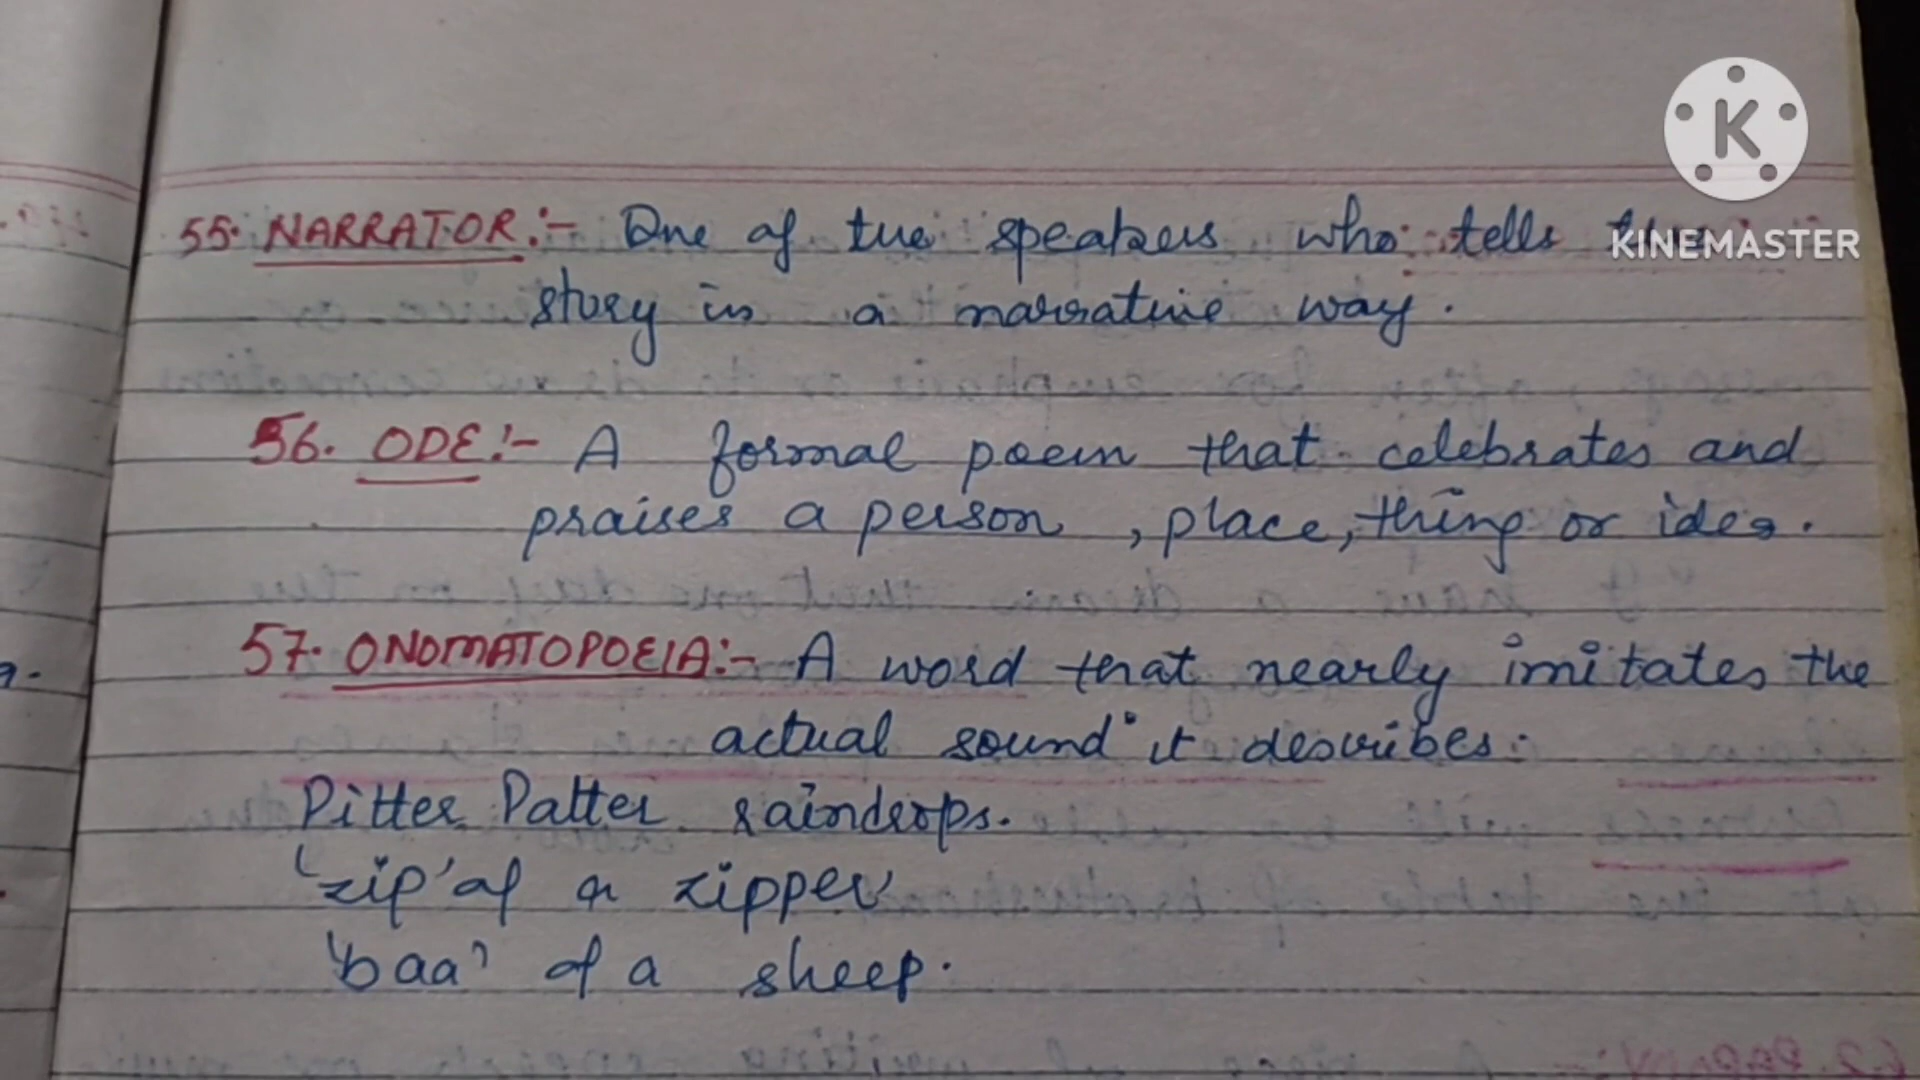 K
KINEMASTER
55. NARRATOR:- One of the speakers who tells the
story in a narrative way.
56. ODE:- A formal poem that celebrates and
praises a person, place, thing or idea.
57. ONOMATOPOEIA:- A word that nearly imitates the
actual sound it describes.
Pitter Patter raindrops.
'zip' of a zipper
'baa' of a sheep.